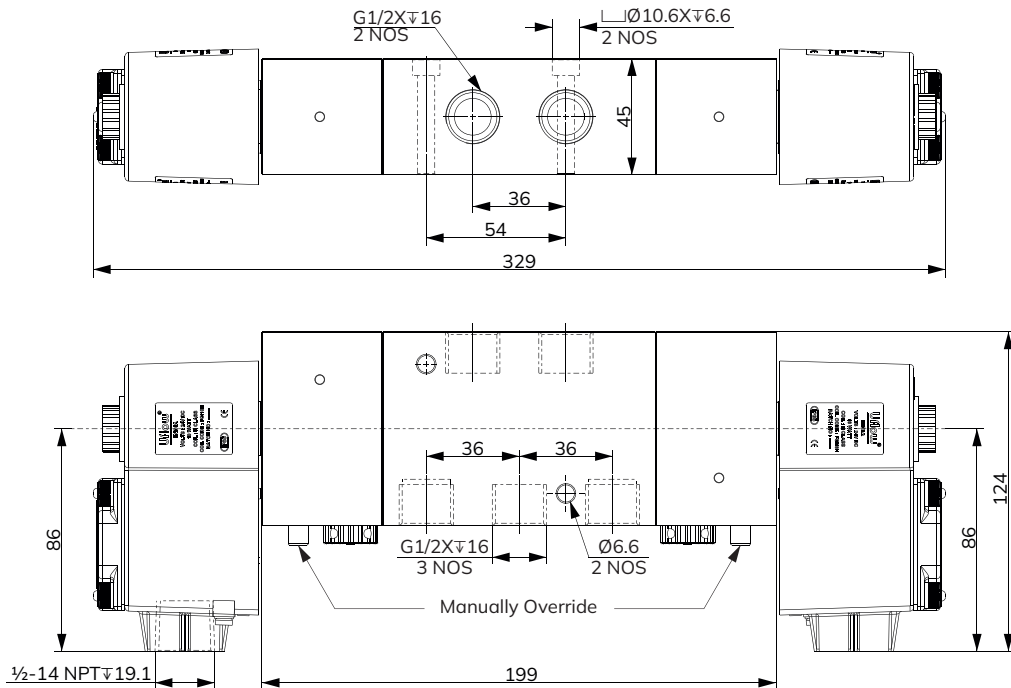 G1/2X↧16
2 NOS
⌴Ø10.6X↧6.6
2 NOS
45
36
54
329
36
36
86
124
86
G1/2X↧16
3 NOS
Ø6.6
2 NOS
Manually Override
½-14 NPT↧19.1
199